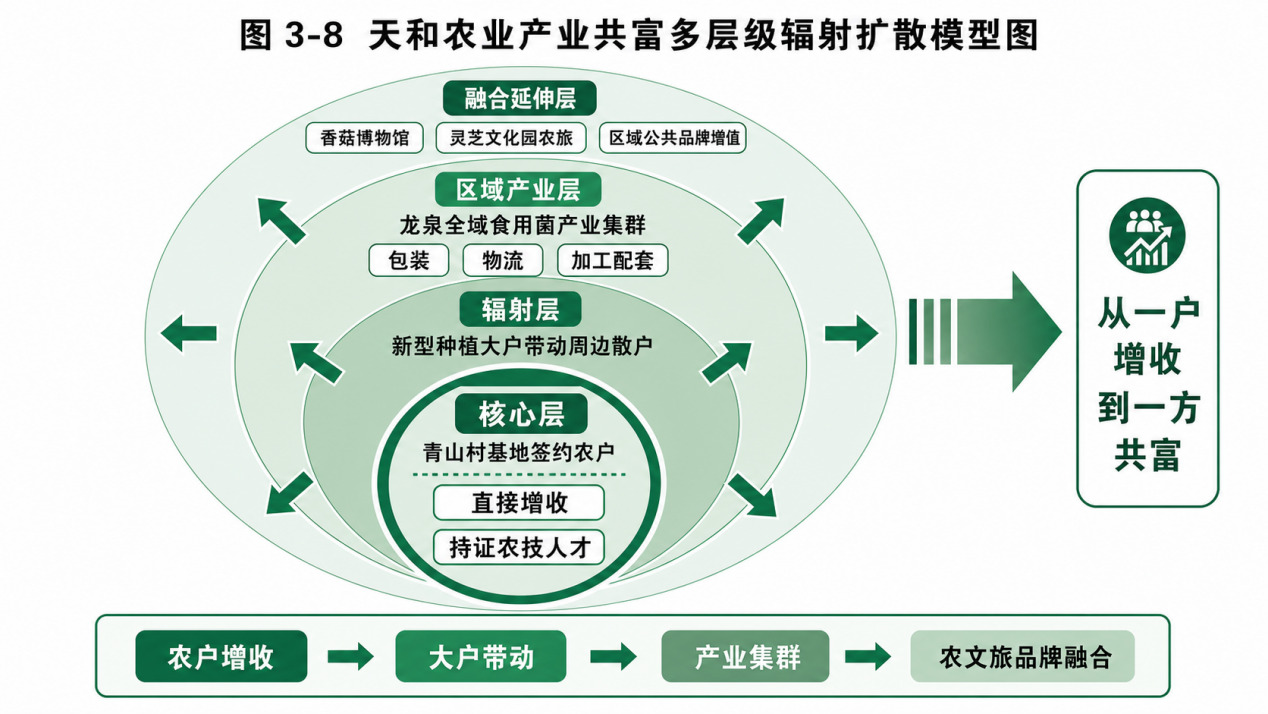 图 3-8 天和农业产业共富多层级辐射扩散模型图
融合延伸层
香菇博物馆 灵芝文化园农旅 区域公共品牌增值
区域产业层
龙泉全域食用菌产业集群
包装 物流 加工配套
辐射层
新型种植大户带动周边散户
核心层
青山村基地签约农户
直接增收
持证农技人才
从一户
增收
到一方
共富
农户增收 大户带动 产业集群 农文旅品牌融合